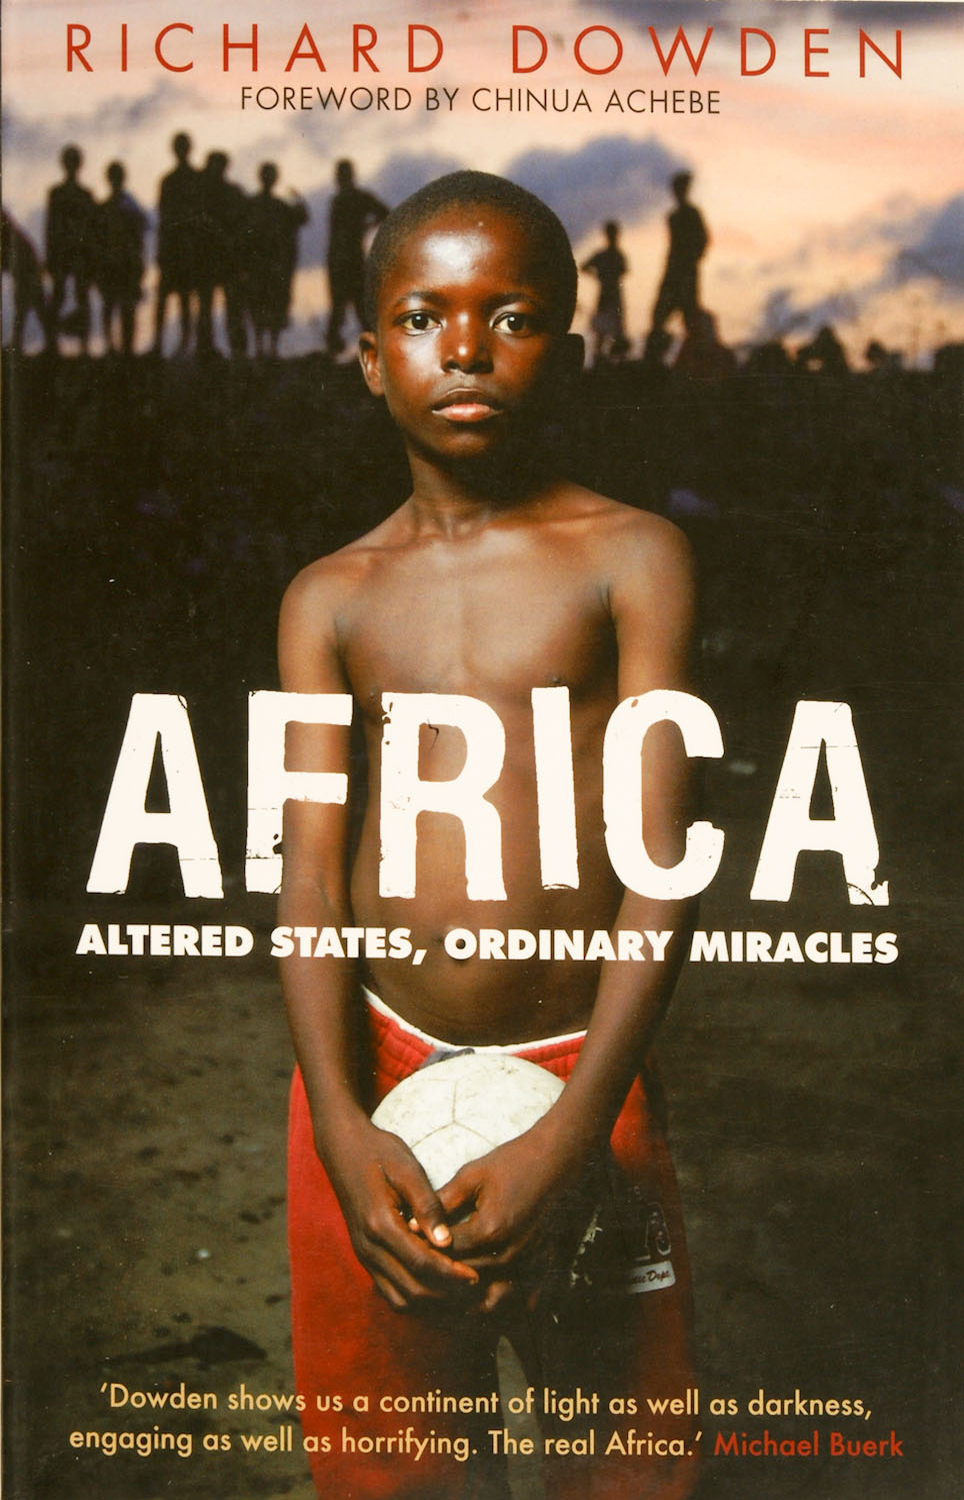 RICHARD DOWDEN
FOREWORD BY CHINUA ACHEBE
AFRICA
ALTERED STATES, ORDINARY MIRACLES
‘Dowden shows us a continent of light as well as darkness,
engaging as well as horrifying. The real Africa.’ Michael Buerk